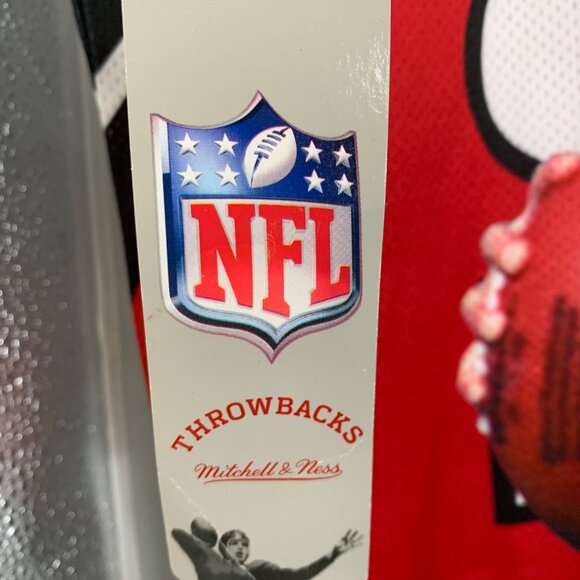 NFL
THROWBACKS
Mitchell & Ness